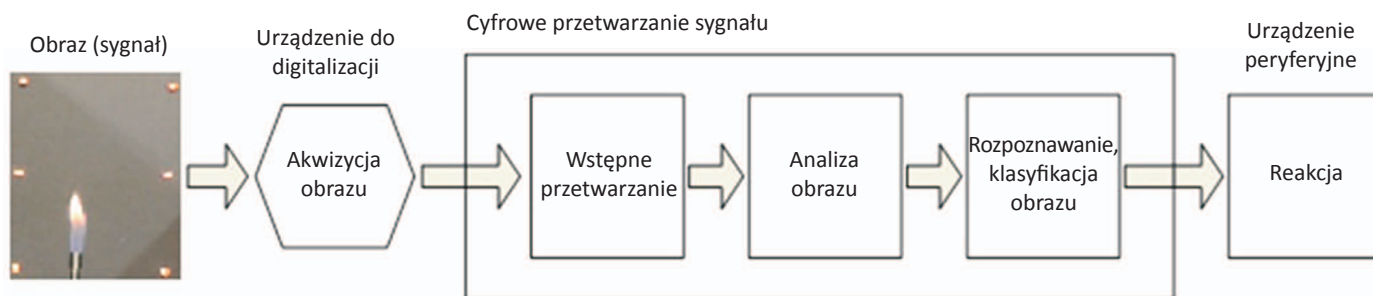 Obraz (sygnał)
Urządzenie do
digitalizacji
Akwizycja
obrazu
Cyfrowe przetwarzanie sygnału
Wstępne
przetwarzanie
Analiza
obrazu
Rozpoznawanie,
klasyfikacja
obrazu
Urządzenie
peryferyjne
Reakcja